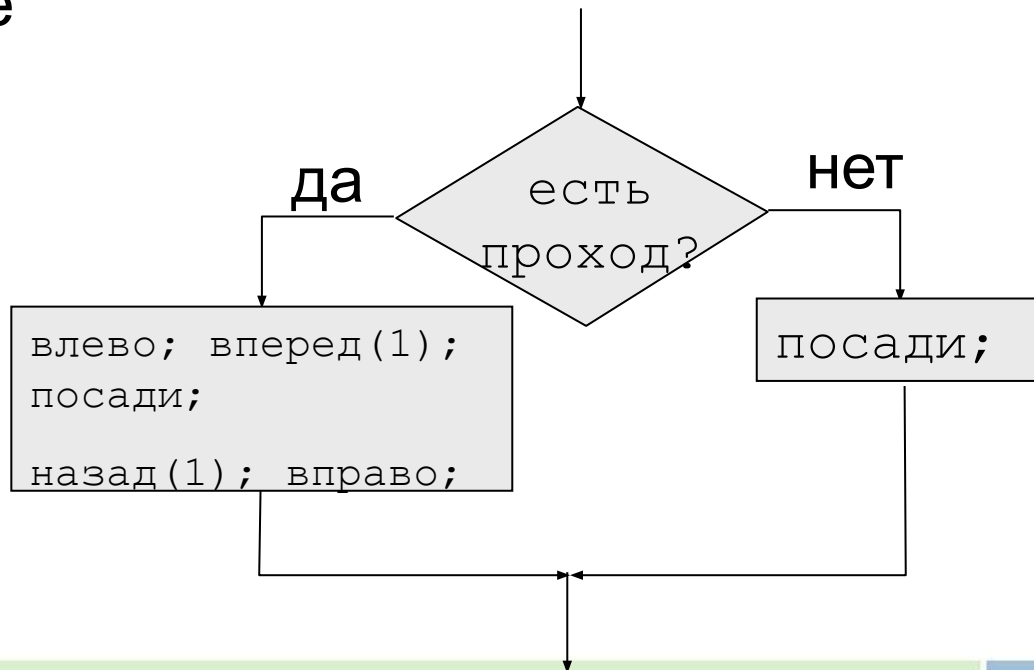 да
есть
проход?
нет
влево; вперед(1);
посади;
назад(1); вправо;
посади;